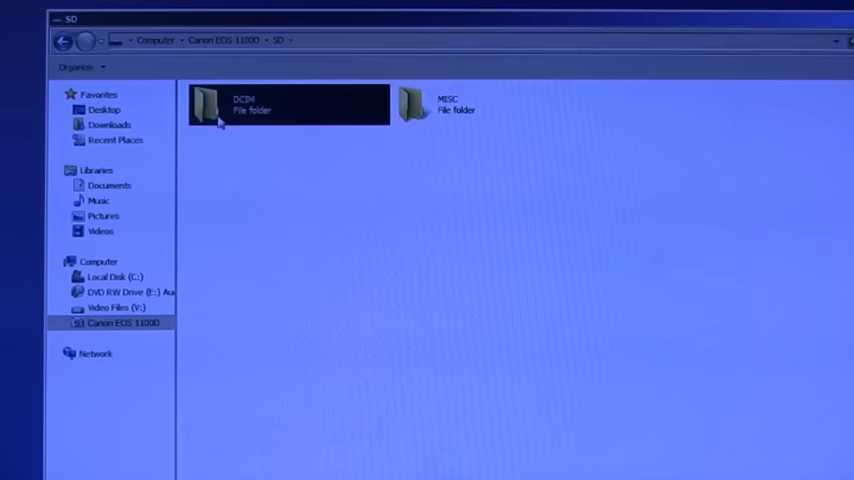 SD
Computer Canon EOS 1100D SD
Organize
Favorites
Desktop
Downloads
Recent Places
Libraries
Documents
Music
Pictures
Videos
Computer
Local Disk (C:)
DVD RW Drive (E:) Au
Video Files (V:)
Canon EOS 1100D
Network
DCIM
File folder
MISC
File folder